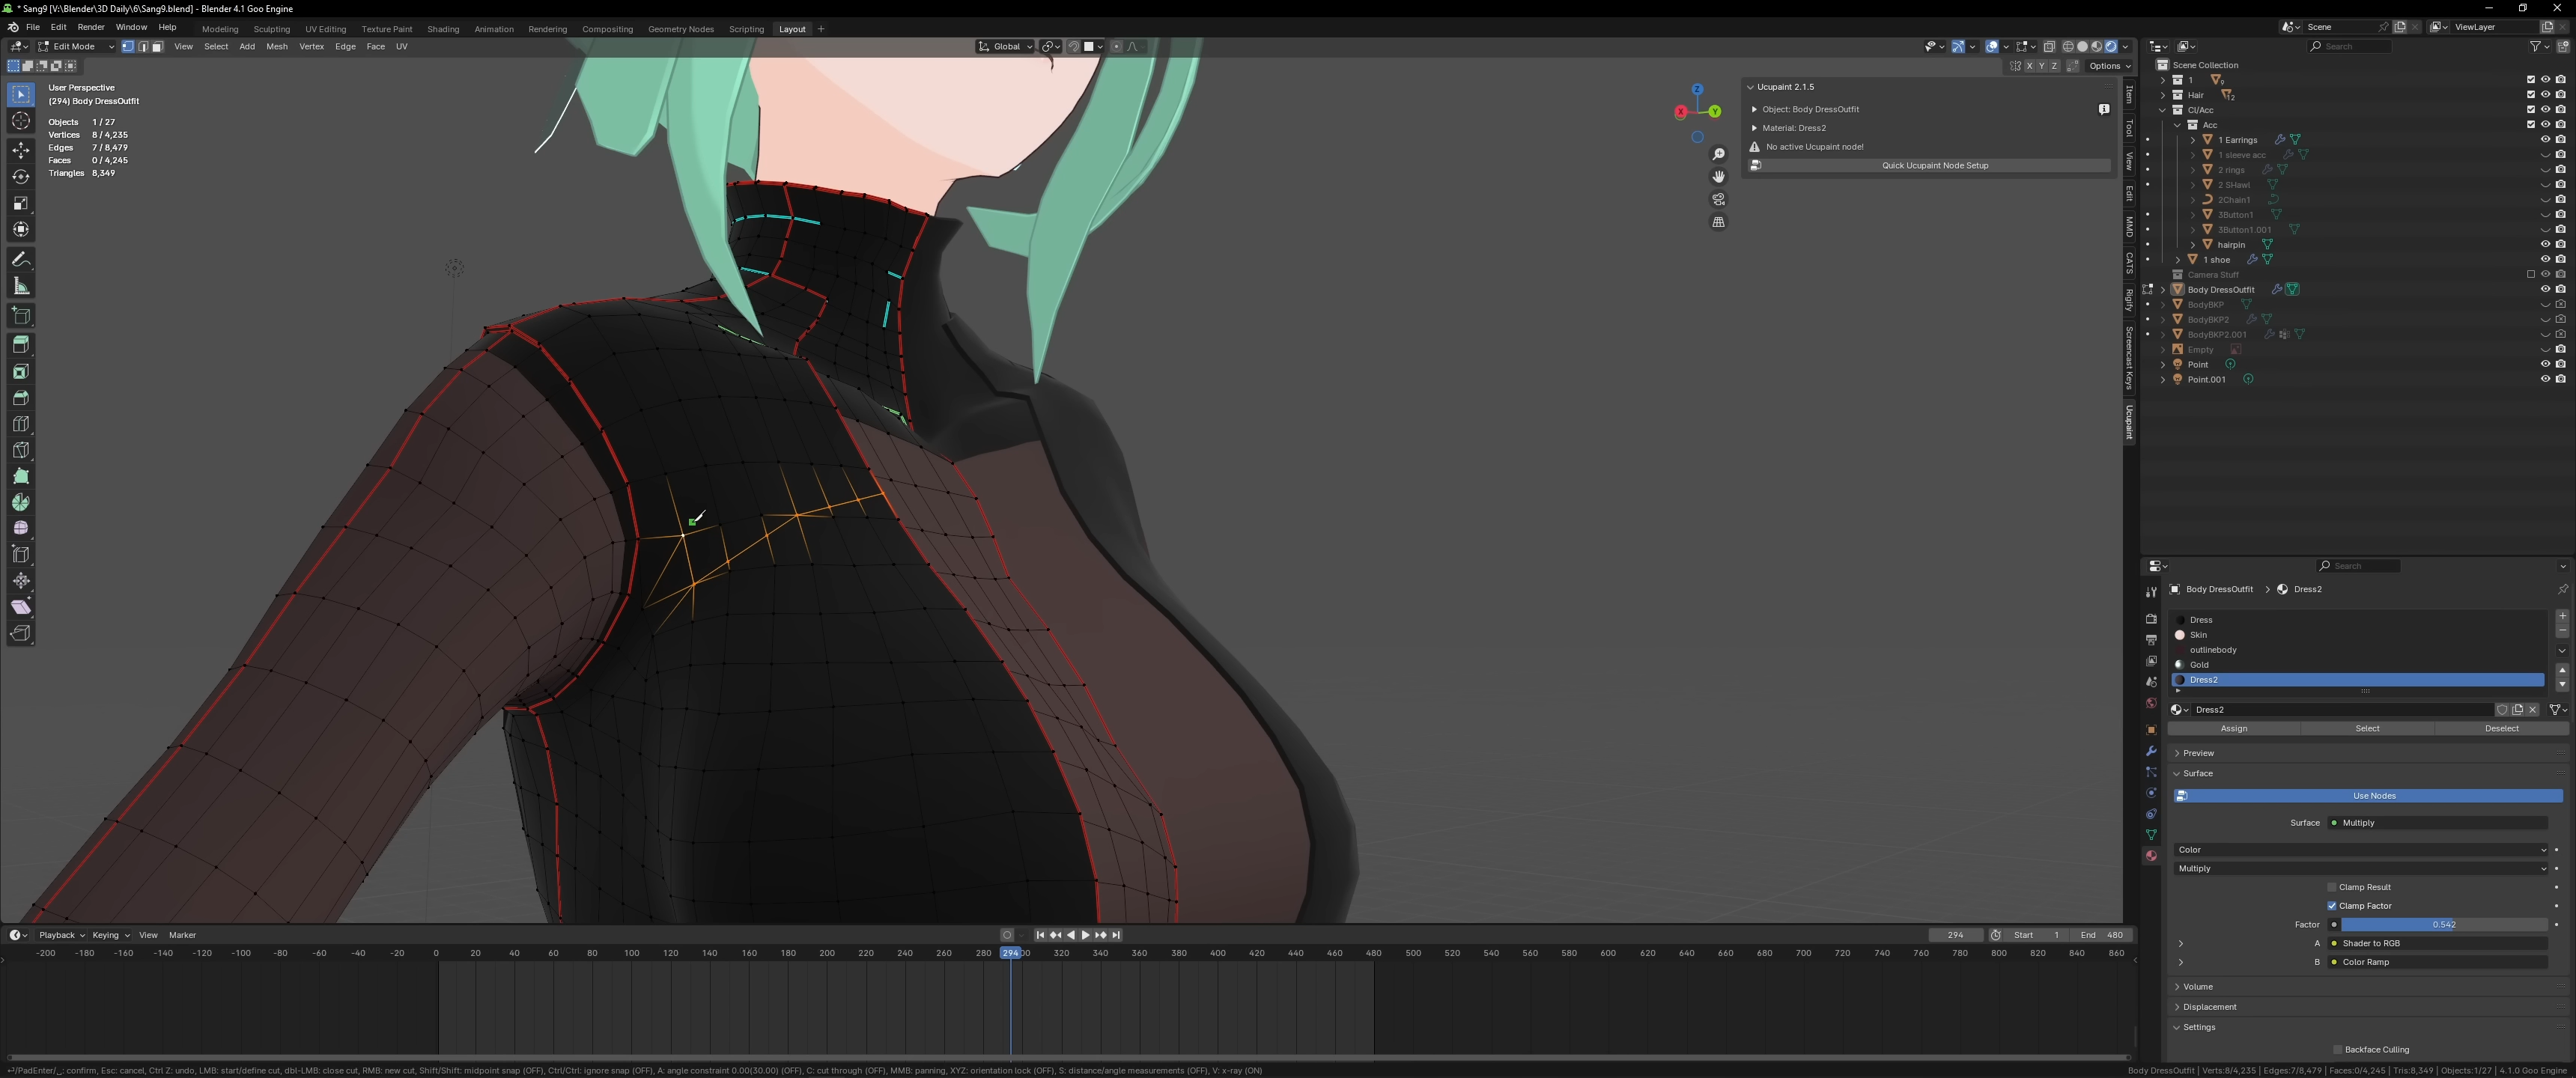 * Sang9 [V:\Blender\3D Daily\6\Sang9.blend] - Blender 4.1 Goo Engine
File Edit Render Window Help Modeling Sculpting UV Editing Texture Paint Shading Animation Rendering Compositing Geometry Nodes Scripting Layout +
Scene ViewLayer
Edit Mode View Select Add Mesh Vertex Edge Face UV
Global
Search
X Y Z Options
User Perspective
(294) Body DressOutfit
Objects 1 / 27
Vertices 8 / 4,235
Edges 7 / 8,479
Faces 0 / 4,245
Triangles 8,349
Z
X Y
Ucupaint 2.1.5
Object: Body DressOutfit
Material: Dress2
No active Ucupaint node!
Quick Ucupaint Node Setup
Item
Tool
View
Edit
MMD
CATS
Rigify
Screencast Keys
Ucupaint
Scene Collection
1 9
Hair 12
Cl/Acc
Acc
1 Earrings
1 sleeve acc
2 rings
2 SHawl
2Chain1
3Button1
3Button1.001
hairpin
1 shoe
Camera Stuff
Body DressOutfit
BodyBKP
BodyBKP2
BodyBKP2.001
Empty
Point
Point.001
Search
Body DressOutfit > Dress2
Dress
Skin
outlinebody
Gold
Dress2
Dress2
Assign Select Deselect
Preview
Surface
Use Nodes
Surface Multiply
Color
Multiply
Clamp Result
Clamp Factor
Factor 0.542
A Shader to RGB
B Color Ramp
Volume
Displacement
Settings
Backface Culling
Playback Keying View Marker
294 Start 1 End 480
-200 -180 -160 -140 -120 -100 -80 -60 -40 -20 0 20 40 60 80 100 120 140 160 180 200 220 240 260 280 294 320 340 360 380 400 420 440 460 480 500 520 540 560 580 600 620 640 660 680 700 720 740 760 780 800 820 840 860
⏎/PadEnter/␣: confirm, Esc: cancel, Ctrl Z: undo, LMB: start/define cut, dbl-LMB: close cut, RMB: new cut, Shift/Shift: midpoint snap (OFF), Ctrl/Ctrl: ignore snap (OFF), A: angle constraint 0.00(30.00) (OFF), C: cut through (OFF), MMB: panning, XYZ: orientation lock (OFF), S: distance/angle measurements (OFF), V: x-ray (ON)
Body DressOutfit | Verts:8/4,235 | Edges:7/8,479 | Faces:0/4,245 | Tris:8,349 | Objects:1/27 | 4.1.0 Goo Engine